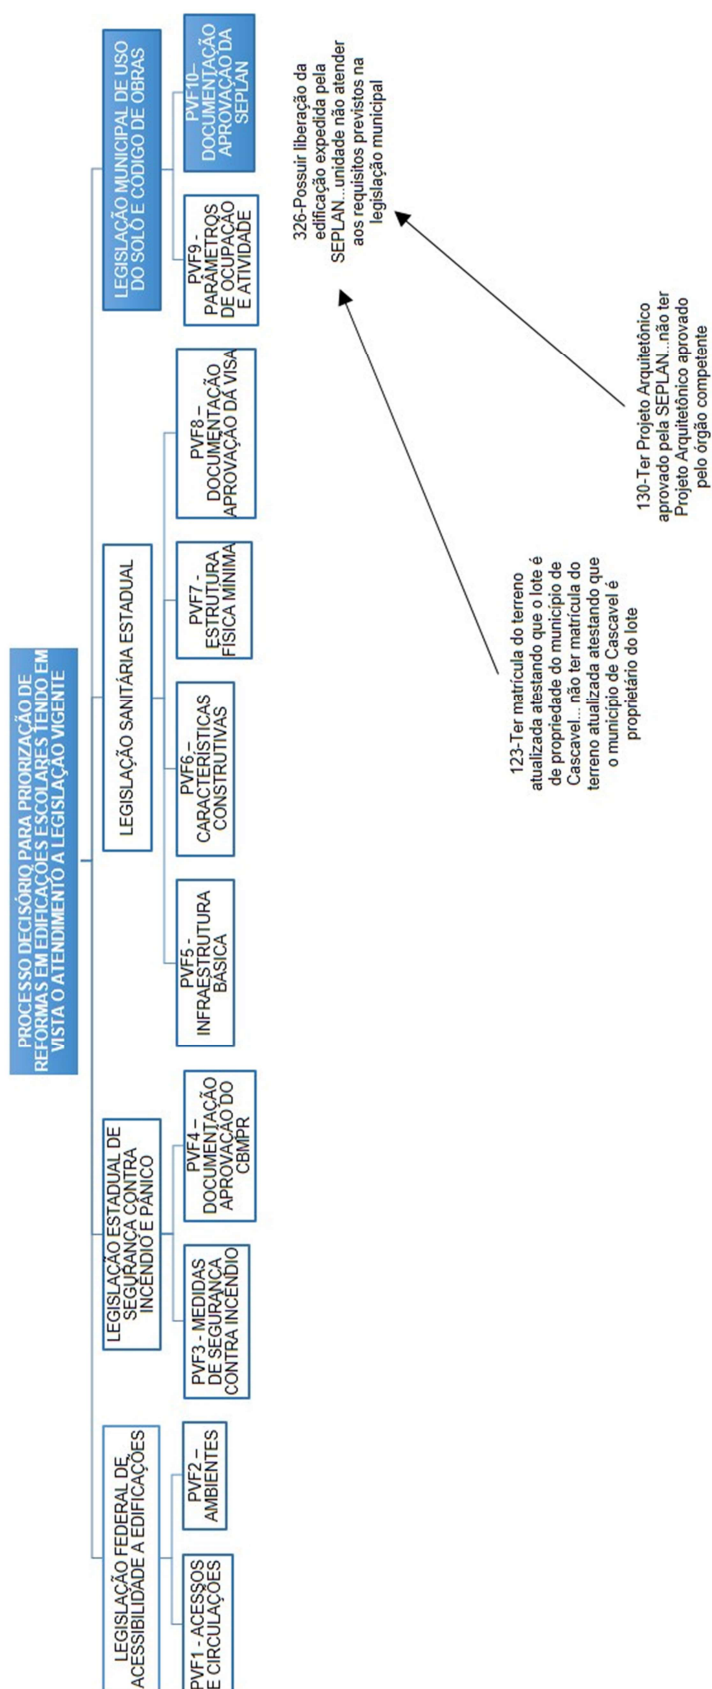 PROCESSO DECISÓRIO PARA PRIORIZAÇÃO DE
REFORMAS EM EDIFICAÇÕES ESCOLARES TENDO EM
VISTA O ATENDIMENTO A LEGISLAÇÃO VIGENTE
LEGISLAÇÃO FEDERAL DE
ACESSIBILIDADE A EDIFICAÇÕES
LEGISLAÇÃO ESTADUAL DE
SEGURANÇA CONTRA
INCÊNDIO E PÂNICO
LEGISLAÇÃO SANITÁRIA ESTADUAL
LEGISLAÇÃO MUNICIPAL DE USO
DO SOLO E CÓDIGO DE OBRAS
PVF1 - ACESSOS
E CIRCULAÇÕES
PVF2 –
AMBIENTES
PVF3 - MEDIDAS
DE SEGURANÇA
CONTRA INCÊNDIO
PVF4 –
DOCUMENTAÇÃO
APROVAÇÃO DO
CBMPR
PVF5 -
INFRAESTRUTURA
BÁSICA
PVF6 –
CARACTERÍSTICAS
CONSTRUTIVAS
PVF7 -
ESTRUTURA
FÍSICA MÍNIMA
PVF8 –
DOCUMENTAÇÃO
APROVAÇÃO DA VISA
PVF9 -
PARÂMETROS
DE OCUPAÇÃO
E ATIVIDADE
PVF10–
DOCUMENTAÇÃO
APROVAÇÃO DA
SEPLAN
326-Possuir liberação da
edificação expedida pela
SEPLAN...unidade não atender
aos requisitos previstos na
legislação municipal
123-Ter matrícula do terreno
atualizada atestando que o lote é
de propriedade do município de
Cascavel... não ter matrícula do
terreno atualizada atestando que
o município de Cascavel é
proprietário do lote
130-Ter Projeto Arquitetônico
aprovado pela SEPLAN...não ter
Projeto Arquitetônico aprovado
pelo órgão competente